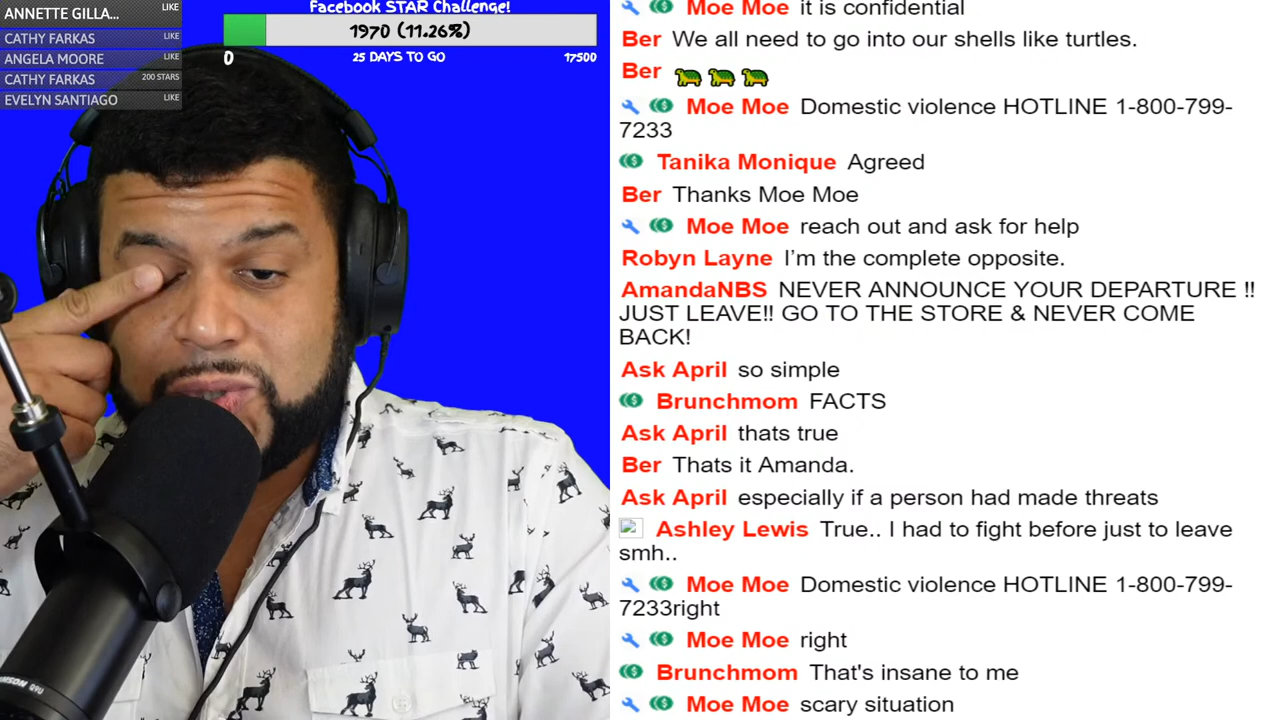 ANNETTE GILLA... LIKE
CATHY FARKAS LIKE
ANGELA MOORE LIKE
CATHY FARKAS 200 STARS
EVELYN SANTIAGO LIKE
Facebook STAR Challenge!
1970 (11.26%)
0 25 DAYS TO GO 17500
Moe Moe it is confidential
Ber We all need to go into our shells like turtles.
Ber
Moe Moe Domestic violence HOTLINE 1-800-799-
7233
Tanika Monique Agreed
Ber Thanks Moe Moe
Moe Moe reach out and ask for help
Robyn Layne I’m the complete opposite.
AmandaNBS NEVER ANNOUNCE YOUR DEPARTURE !!
JUST LEAVE!! GO TO THE STORE & NEVER COME
BACK!
Ask April so simple
Brunchmom FACTS
Ask April thats true
Ber Thats it Amanda.
Ask April especially if a person had made threats
Ashley Lewis True.. I had to fight before just to leave
smh..
Moe Moe Domestic violence HOTLINE 1-800-799-
7233right
Moe Moe right
Brunchmom That's insane to me
Moe Moe scary situation